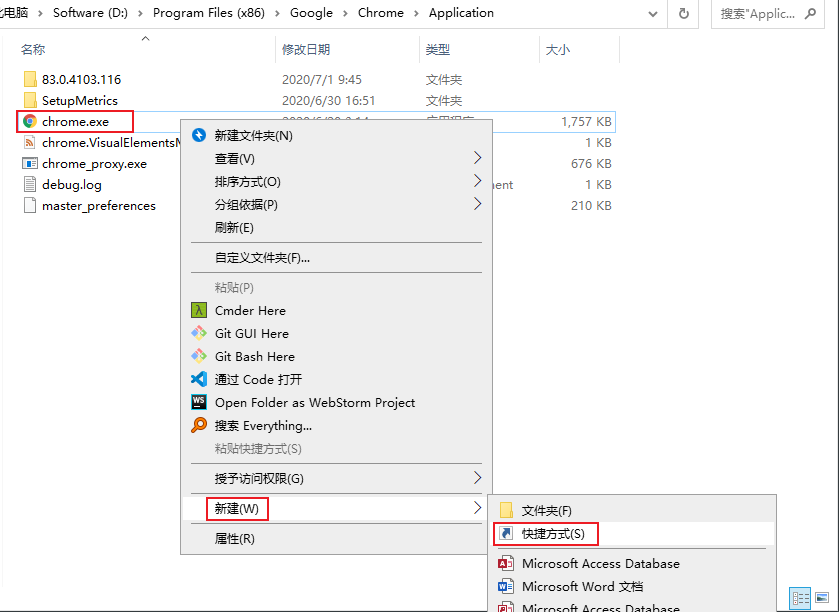 电脑 > Software (D:) > Program Files (x86) > Google > Chrome > Application
搜索"Applic...
名称 修改日期 类型 大小
83.0.4103.116 2020/7/1 9:45 文件夹
SetupMetrics 2020/6/30 16:51 文件夹
chrome.exe 1,757 KB
chrome.VisualElements 1 KB
chrome_proxy.exe 676 KB
debug.log 1 KB
master_preferences 210 KB
新建文件夹(N)
查看(V)
排序方式(O)
分组依据(P)
刷新(E)
自定义文件夹(F)...
粘贴(P)
Cmder Here
Git GUI Here
Git Bash Here
通过 Code 打开
WS Open Folder as WebStorm Project
搜索 Everything...
粘贴快捷方式(S)
授予访问权限(G)
新建(W)
属性(R)
文件夹(F)
快捷方式(S)
Microsoft Access Database
Microsoft Word 文档
Microsoft Access Database